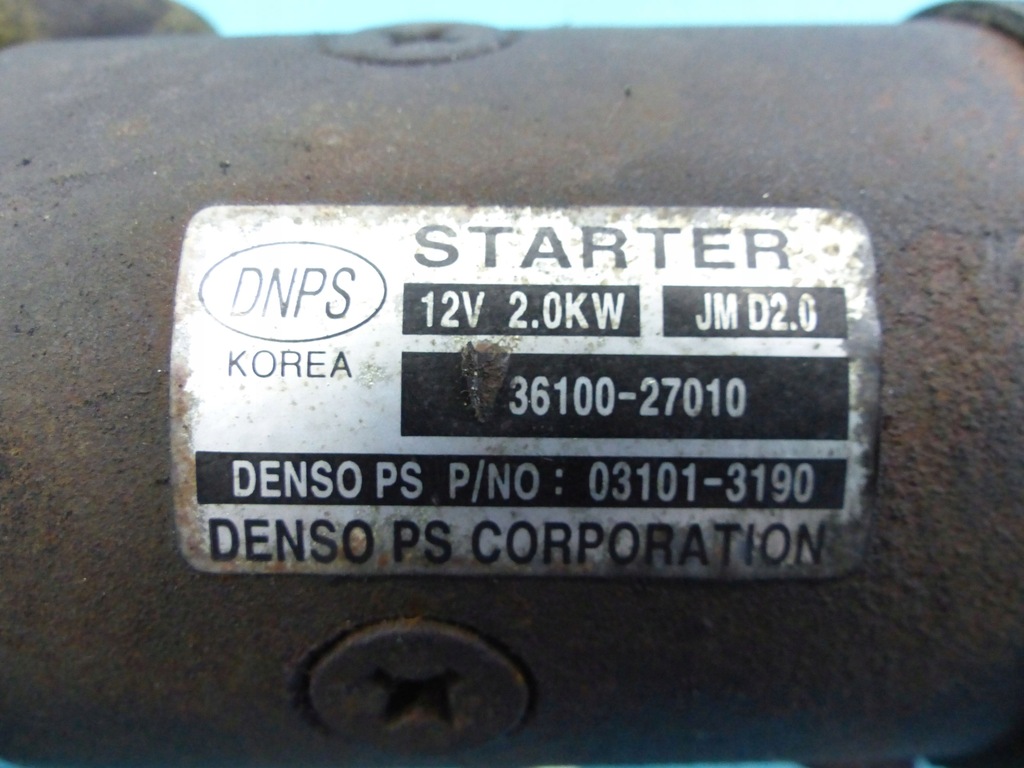 STARTER
DNPS
12V 2.0KW JM D2.0
KOREA
36100-27010
DENSO PS P/NO : 03101-3190
DENSO PS CORPORATION